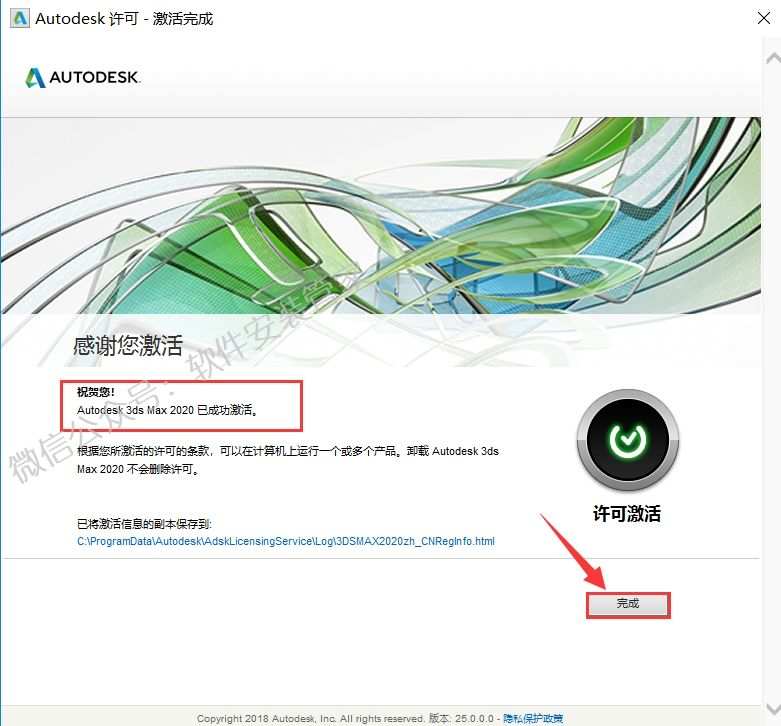 Autodesk 许可 - 激活完成
AUTODESK.
感谢您激活
祝贺您！
Autodesk 3ds Max 2020 已成功激活。
根据您所激活的许可的条款，可以在计算机上运行一个或多个产品。卸载 Autodesk 3ds
Max 2020 不会删除许可。
许可激活
已将激活信息的副本保存到:
C:\ProgramData\Autodesk\AdskLicensingService\Log\3DSMAX2020zh_CNRegInfo.html
完成
Copyright 2018 Autodesk, Inc. All rights reserved. 版本: 25.0.0.0 - 隐私保护政策
微信公众号：软件安装管